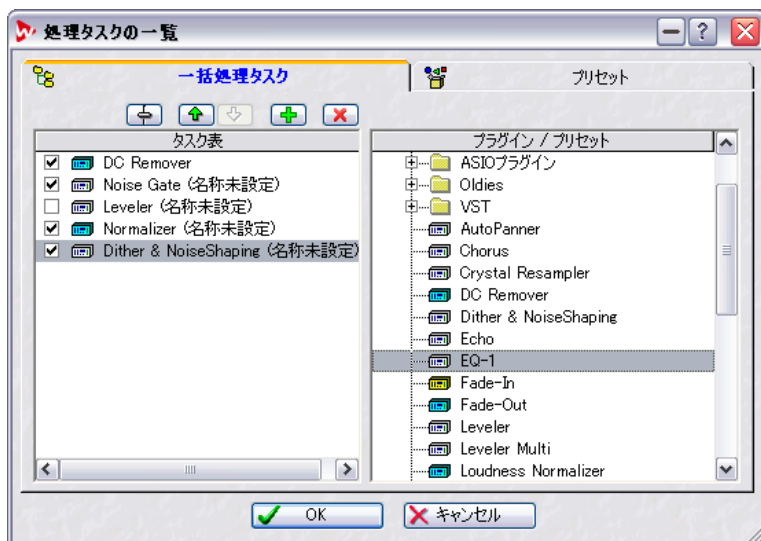 処理タスクの一覧
一括処理タスク
プリセット
タスク表
DC Remover
Noise Gate (名称未設定)
Leveler (名称未設定)
Normalizer (名称未設定)
Dither & NoiseShaping (名称未設定)
プラグイン / プリセット
ASIOプラグイン
Oldies
VST
AutoPanner
Chorus
Crystal Resampler
DC Remover
Dither & NoiseShaping
Echo
EQ-1
Fade-In
Fade-Out
Leveler
Leveler Multi
Loudness Normalizer
OK
キャンセル